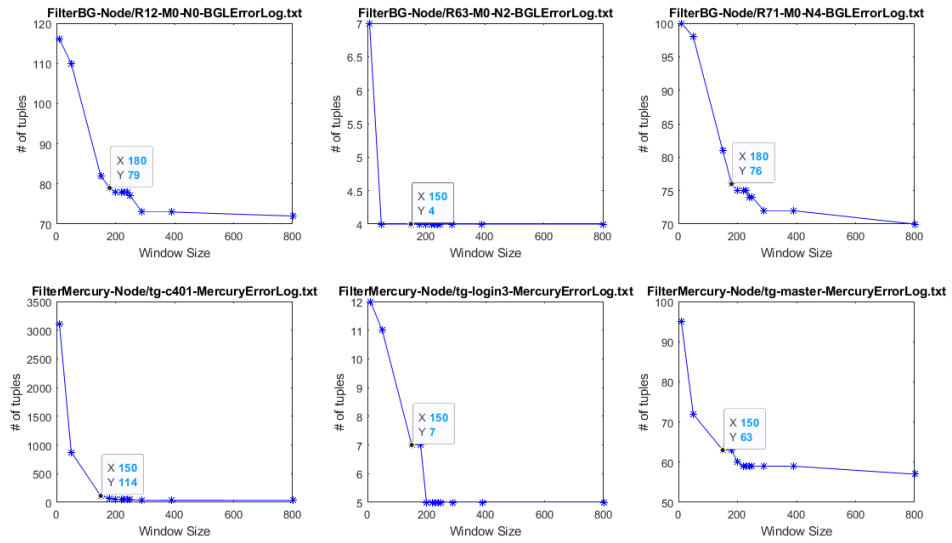 FilterBG-Node/R12-M0-N0-BGLErrorLog.txt
120
110
100
90
80
70
# of tuples
X 180
Y 79
0
200
400
600
800
Window Size
FilterBG-Node/R63-M0-N2-BGLErrorLog.txt
7
6.5
6
5.5
5
4.5
4
# of tuples
X 150
Y 4
200
400
600
800
Window Size
FilterBG-Node/R71-M0-N4-BGLErrorLog.txt
100
95
90
85
80
75
70
# of tuples
X 180
Y 76
0
200
400
600
800
Window Size
FilterMercury-Node/tg-c401-MercuryErrorLog.txt
3500
3000
2500
2000
1500
1000
500
0
# of tuples
X 150
Y 114
0
200
400
600
800
Window Size
FilterMercury-Node/tg-login3-MercuryErrorLog.txt
12
11
10
9
8
7
6
5
# of tuples
X 150
Y 7
0
200
400
600
800
Window Size
FilterMercury-Node/tg-master-MercuryErrorLog.txt
100
90
80
70
60
50
# of tuples
X 150
Y 63
0
200
400
600
800
Window Size